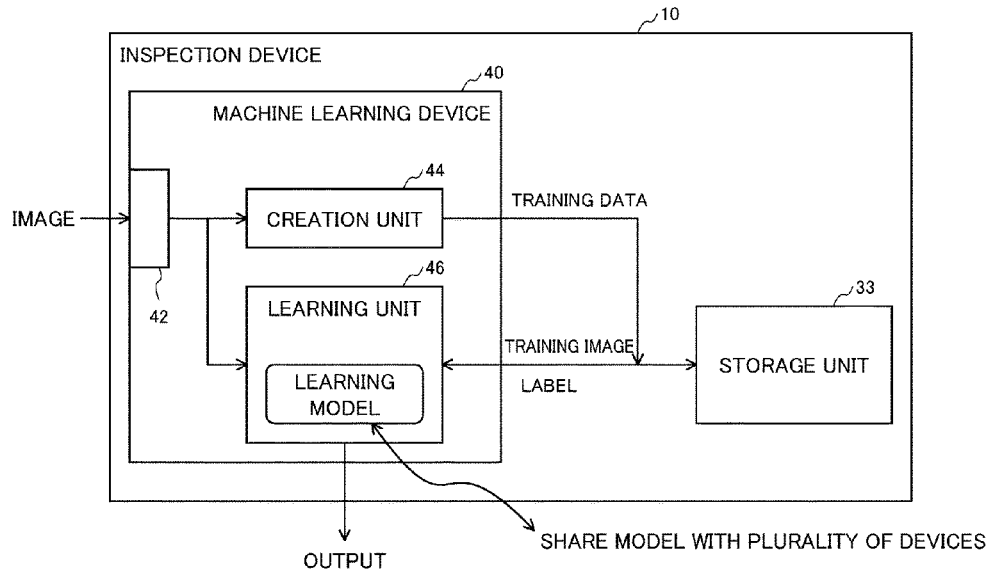 10
INSPECTION DEVICE
40
MACHINE LEARNING DEVICE
44
CREATION UNIT
TRAINING DATA
IMAGE
42
46
LEARNING UNIT
33
TRAINING IMAGE
LABEL
STORAGE UNIT
LEARNING
MODEL
SHARE MODEL WITH PLURALITY OF DEVICES
OUTPUT